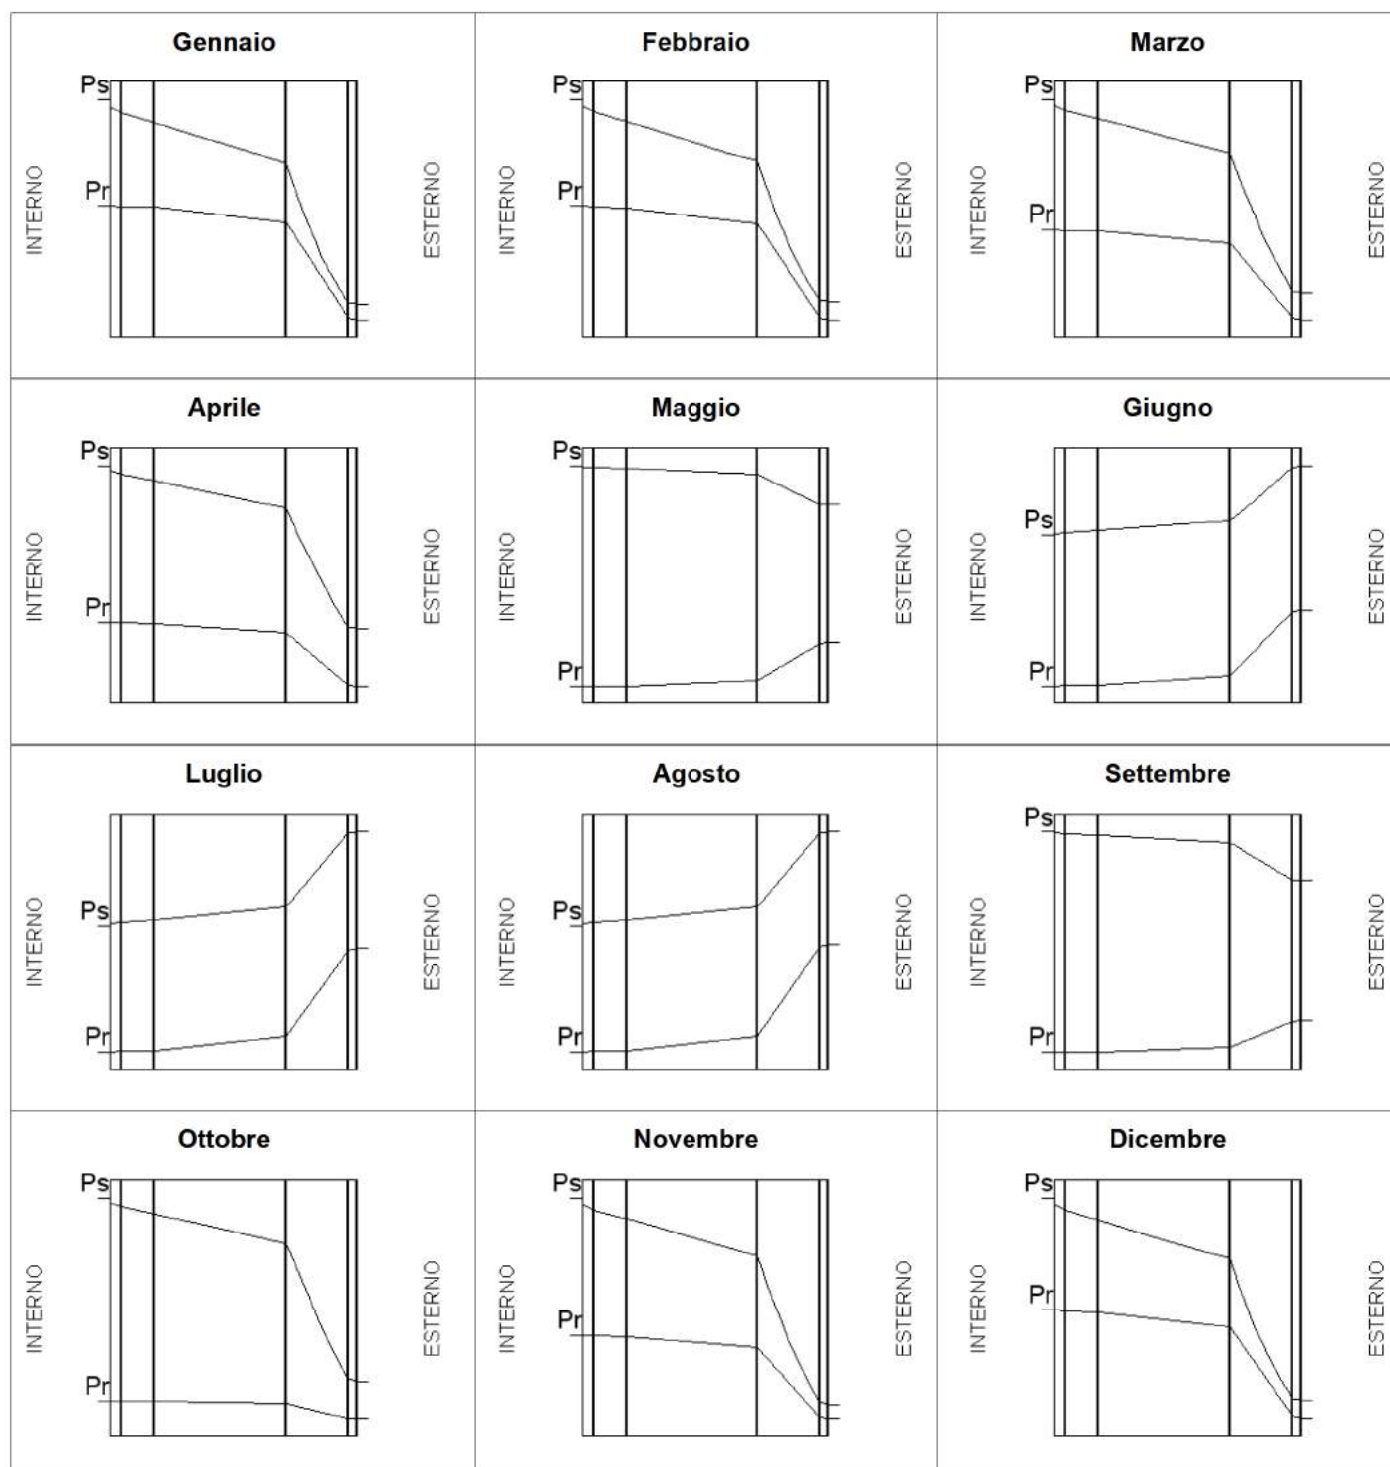 Gennaio
Febbraio
Marzo
Ps
Pr
INTERNO
ESTERNO
Ps
Pr
INTERNO
ESTERNO
Ps
Pr
INTERNO
ESTERNO
Aprile
Maggio
Giugno
Ps
Pr
INTERNO
ESTERNO
Ps
Pr
INTERNO
ESTERNO
Ps
Pr
INTERNO
ESTERNO
Luglio
Agosto
Settembre
Ps
Pr
INTERNO
ESTERNO
Ps
Pr
INTERNO
ESTERNO
Ps
Pr
INTERNO
ESTERNO
Ottobre
Novembre
Dicembre
Ps
Pr
INTERNO
ESTERNO
Ps
Pr
INTERNO
ESTERNO
Ps
Pr
INTERNO
ESTERNO